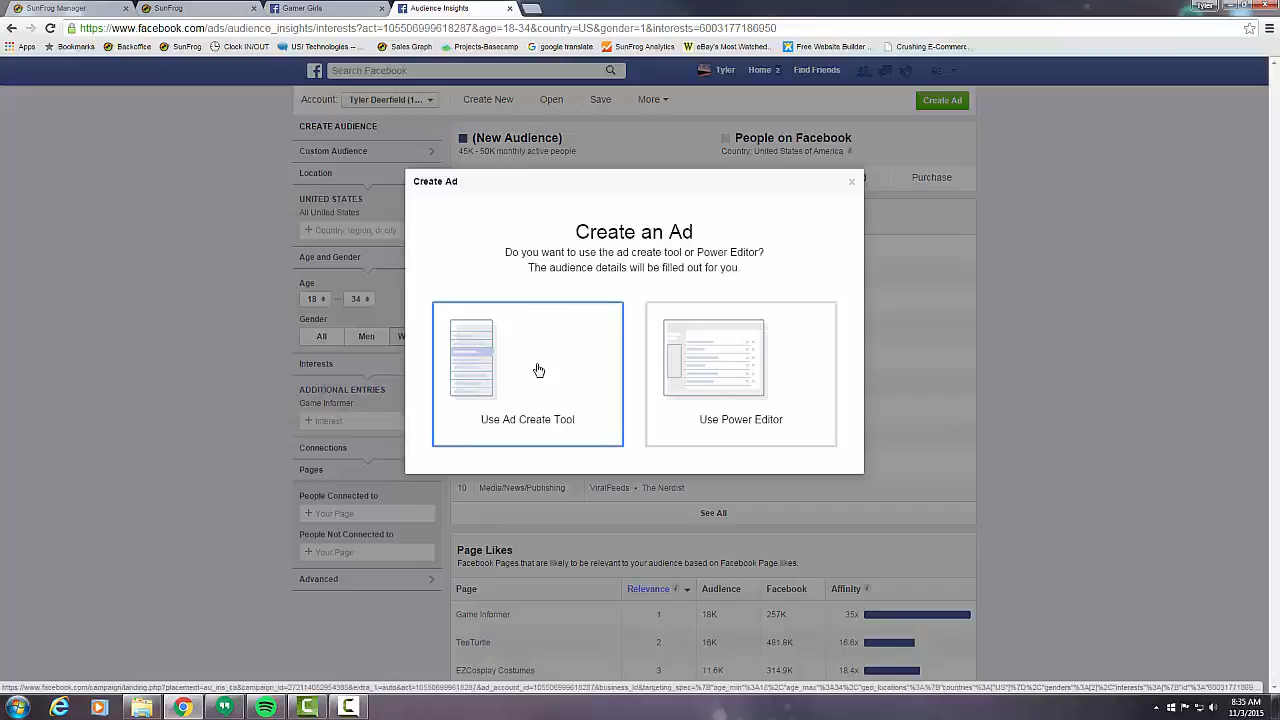 SunFrog Manager
SunFrog
Gamer Girls
Audience Insights
Tyler
https://www.facebook.com/ads/audience_insights/interests?act=105506999618287&age=18-34&country=US&gender=1&interests=6003177186950
Apps
Bookmarks
Backoffice
SunFrog
Clock IN/OUT
USI Technologies -...
Sales Graph
Projects-Basecamp
google translate
SunFrog Analytics
eBay's Most Watched...
Free Website Builder...
Crushing E-Commerc...
Search Facebook
Tyler
Home 2
Find Friends
Account:
Tyler Deerfield (1...
Create New
Open
Save
More
Create Ad
CREATE AUDIENCE
Custom Audience
Location
UNITED STATES
All United States
+ Country, region, or city
Age and Gender
Age
18 — 34
Gender
All
Men
W
Interests
ADDITIONAL ENTRIES
Game Informer
+ Interest
Connections
Pages
People Connected to
+ Your Page
People Not Connected to
+ Your Page
Advanced
(New Audience)
45K - 50K monthly active people
People on Facebook
Country: United States of America
Purchase
Create Ad
Create an Ad
Do you want to use the ad create tool or Power Editor?
The audience details will be filled out for you.
Use Ad Create Tool
Use Power Editor
10 Media/News/Publishing ViralFeeds • The Nerdist
See All
Page Likes
Facebook Pages that are likely to be relevant to your audience based on Facebook Page likes.
Page Relevance Audience Facebook Affinity
Game Informer 1 18K 257K 35x
TeeTurtle 2 16K 481.8K 16.6x
EZCosplay Costumes 3 11.6K 314.9K 18.4x
8:35 AM
11/3/2015